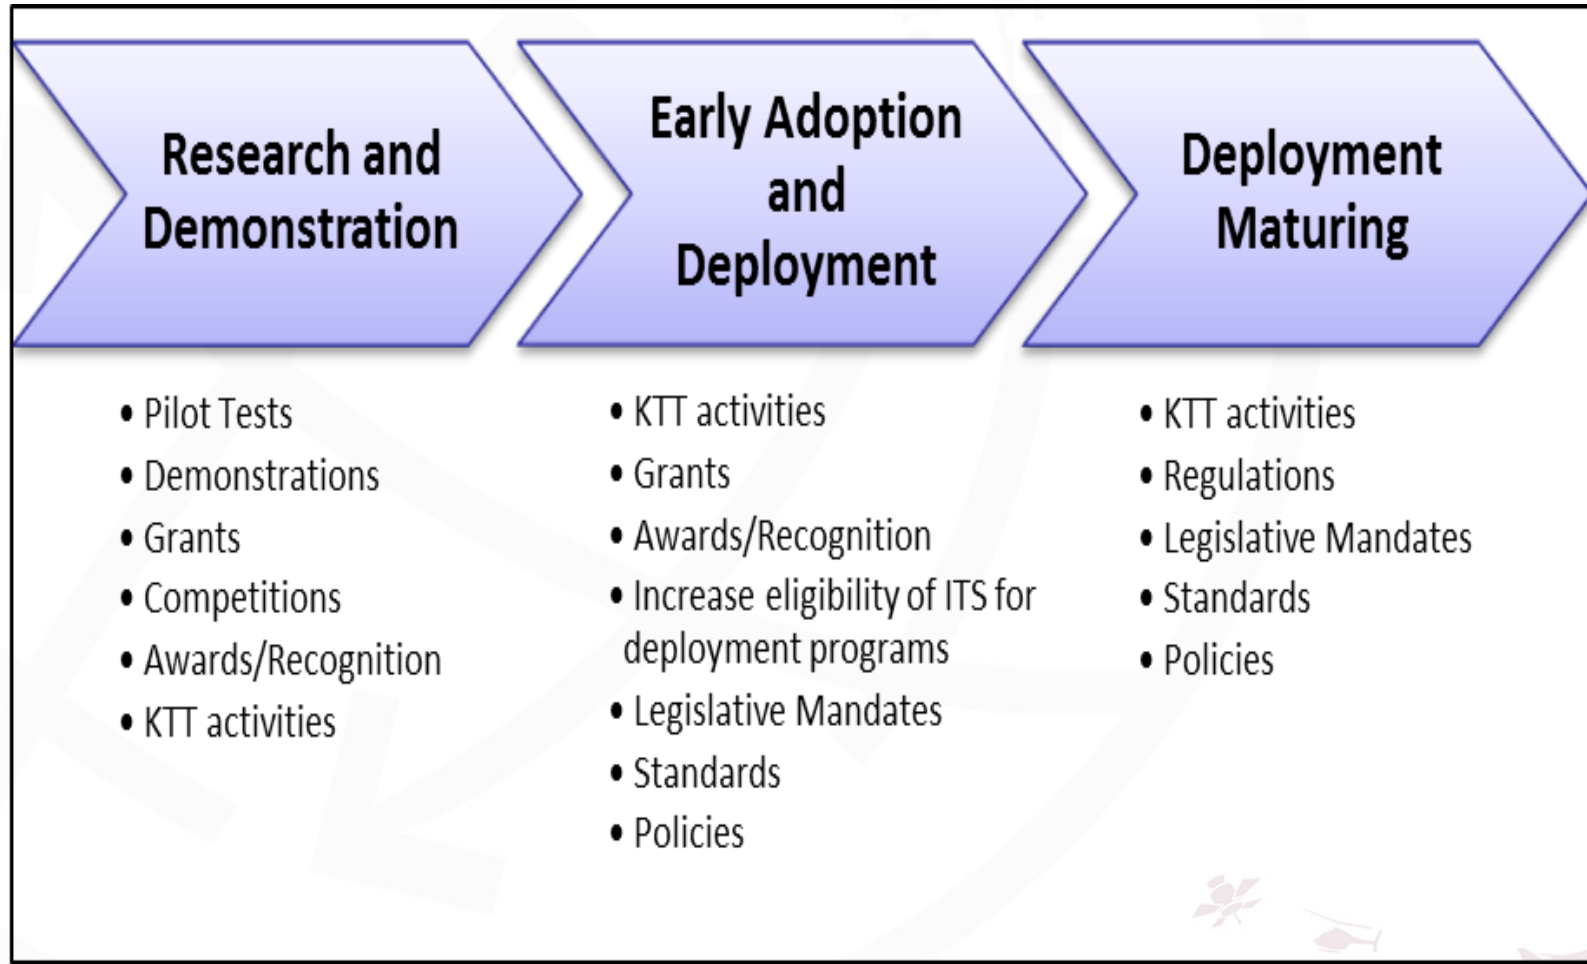 Research and
Demonstration
Early Adoption
and
Deployment
Deployment
Maturing
• Pilot Tests
• Demonstrations
• Grants
• Competitions
• Awards/Recognition
• KTT activities
• KTT activities
• Grants
• Awards/Recognition
• Increase eligibility of ITS for
deployment programs
• Legislative Mandates
• Standards
• Policies
• KTT activities
• Regulations
• Legislative Mandates
• Standards
• Policies